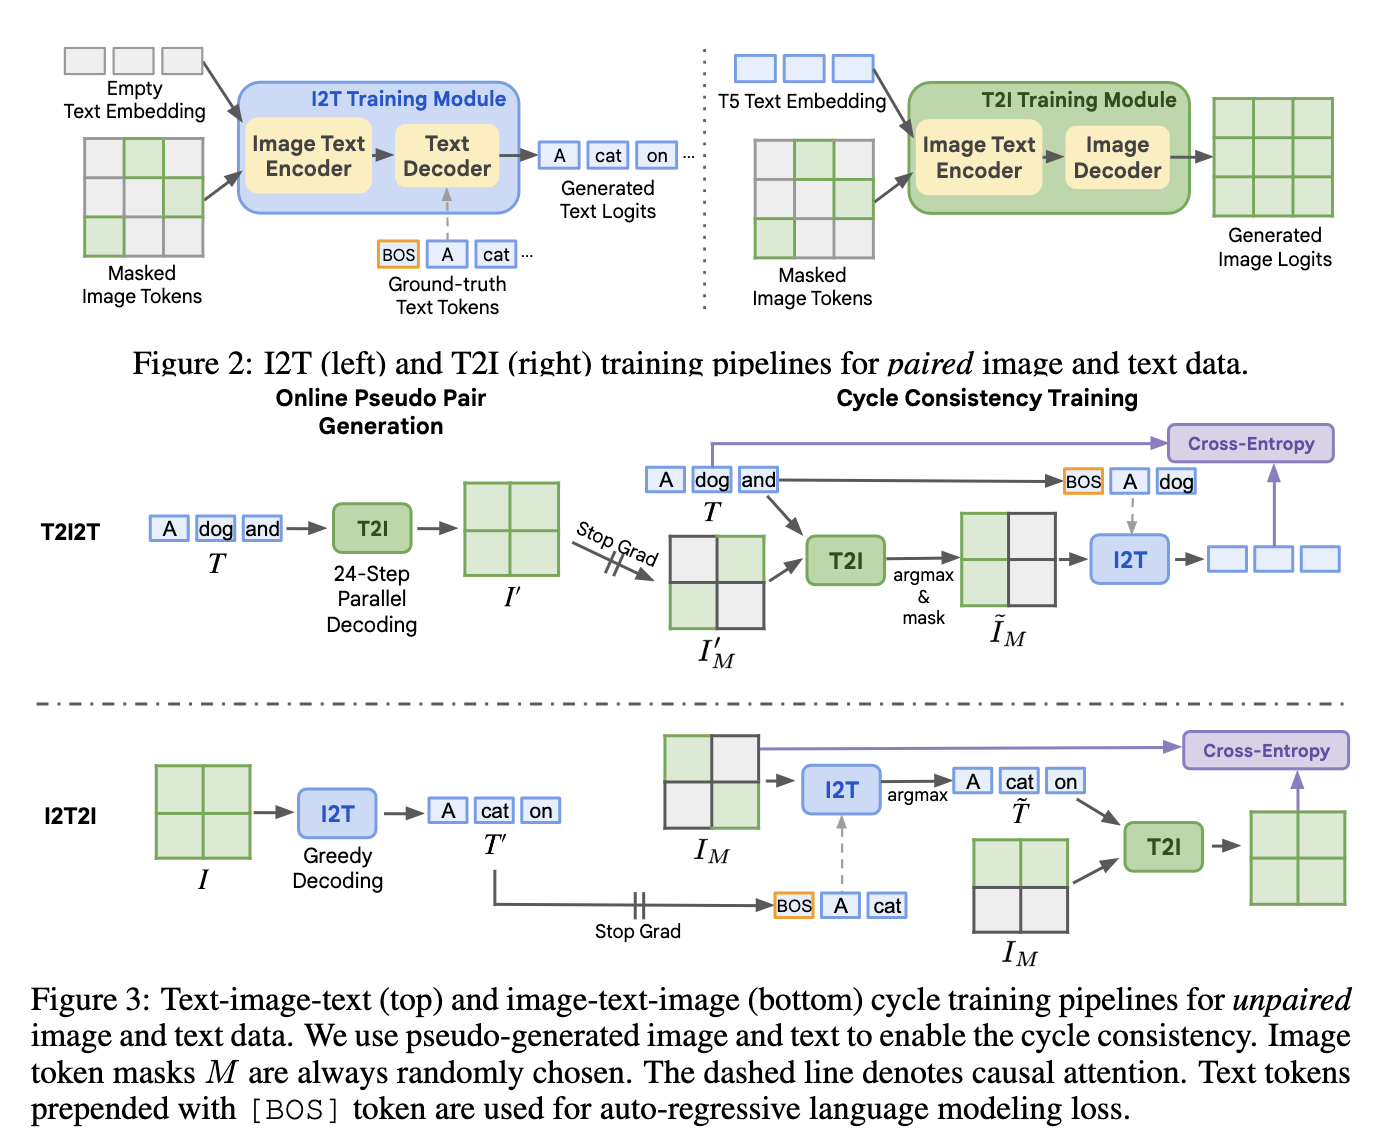 Empty
Text Embedding
I2T Training Module
Image Text
Encoder
Text
Decoder
A cat on ...
Generated
Text Logits
BOS A cat ...
Ground-truth
Text Tokens
Masked
Image Tokens
T5 Text Embedding
T2I Training Module
Image Text
Encoder
Image
Decoder
Generated
Image Logits
Masked
Image Tokens
Figure 2: I2T (left) and T2I (right) training pipelines for paired image and text data.
Online Pseudo Pair
Generation
Cycle Consistency Training
T2I2T
A dog and
T
T2I
24-Step
Parallel
Decoding
I′
Stop Grad
A dog and
T
I′_M
T2I
argmax
&
mask
Ĩ_M
BOS A dog
I2T
Cross-Entropy
I2T2I
I
I2T
Greedy
Decoding
A cat on
T′
Stop Grad
BOS A cat
I_M
I2T
argmax
A cat on
T̃
I_M
T2I
Cross-Entropy
Figure 3: Text-image-text (top) and image-text-image (bottom) cycle training pipelines for unpaired
image and text data. We use pseudo-generated image and text to enable the cycle consistency. Image
token masks M are always randomly chosen. The dashed line denotes causal attention. Text tokens
prepended with [BOS] token are used for auto-regressive language modeling loss.